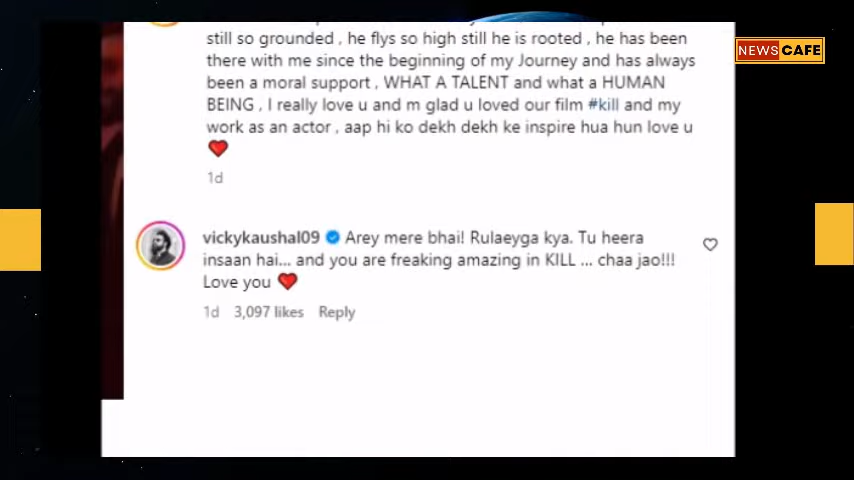 still so grounded , he flys so high still he is rooted , he has been
there with me since the beginning of my Journey and has always
been a moral support , WHAT A TALENT and what a HUMAN
BEING , I really love u and m glad u loved our film #kill and my
work as an actor , aap hi ko dekh dekh ke inspire hua hun love u
❤️
1d
vickykaushal09 Arey mere bhai! Rulaeyga kya. Tu heera
insaan hai... and you are freaking amazing in KILL ... chaa jao!!!
Love you ❤️
1d 3,097 likes Reply
NEWS CAFE